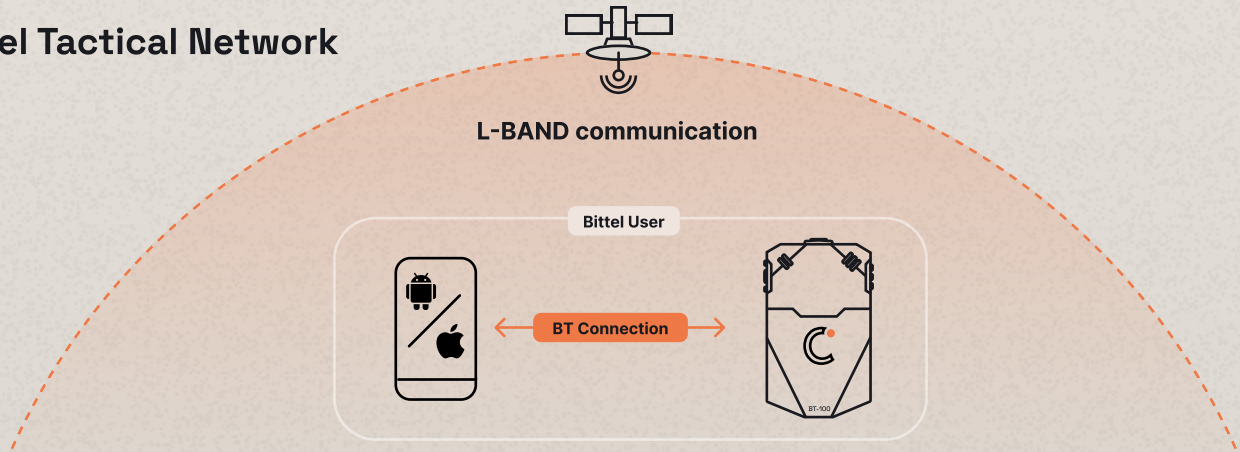 el Tactical Network
L-BAND communication
Bittel User
BT Connection
BT-100